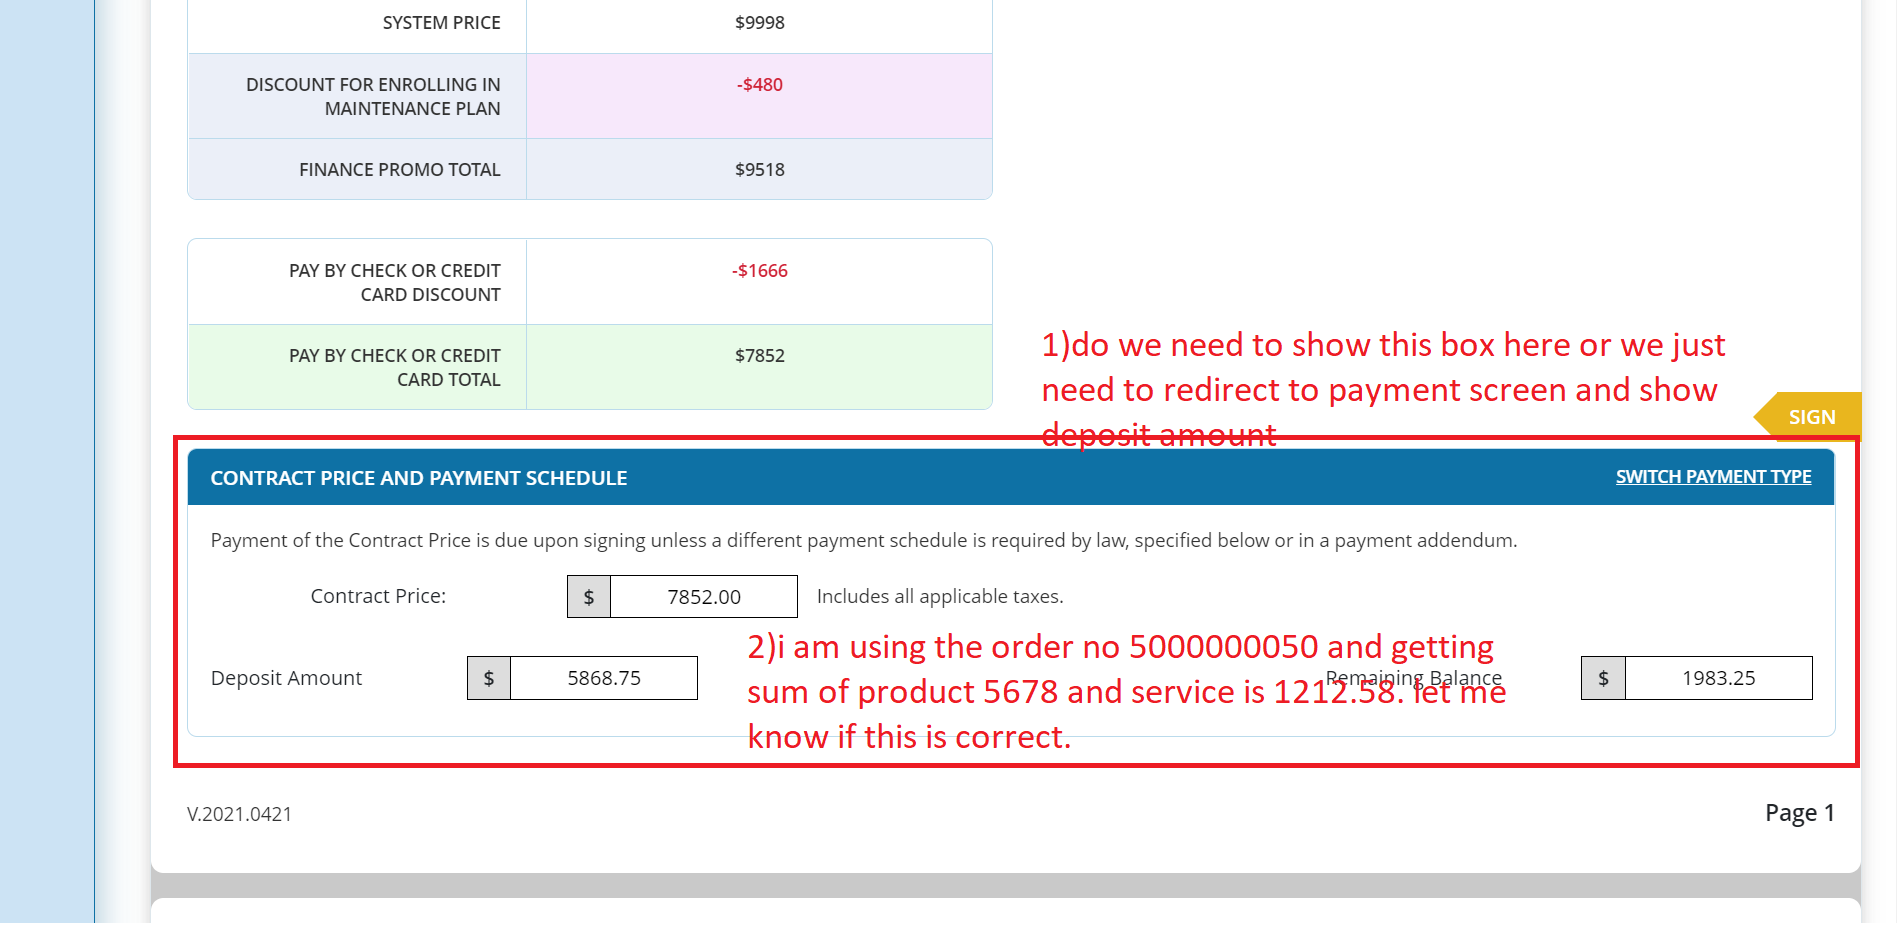 SYSTEM PRICE $9998
DISCOUNT FOR ENROLLING IN -$480
MAINTENANCE PLAN
FINANCE PROMO TOTAL $9518
PAY BY CHECK OR CREDIT -$1666
CARD DISCOUNT
PAY BY CHECK OR CREDIT $7852
CARD TOTAL
1)do we need to show this box here or we just
need to redirect to payment screen and show
deposit amount
SIGN
CONTRACT PRICE AND PAYMENT SCHEDULE SWITCH PAYMENT TYPE
Payment of the Contract Price is due upon signing unless a different payment schedule is required by law, specified below or in a payment addendum.
Contract Price: $ 7852.00 Includes all applicable taxes.
2)i am using the order no 5000000050 and getting
sum of product 5678 and service is 1212.58. let me
know if this is correct.
Deposit Amount $ 5868.75 Remaining Balance $ 1983.25
V.2021.0421 Page 1